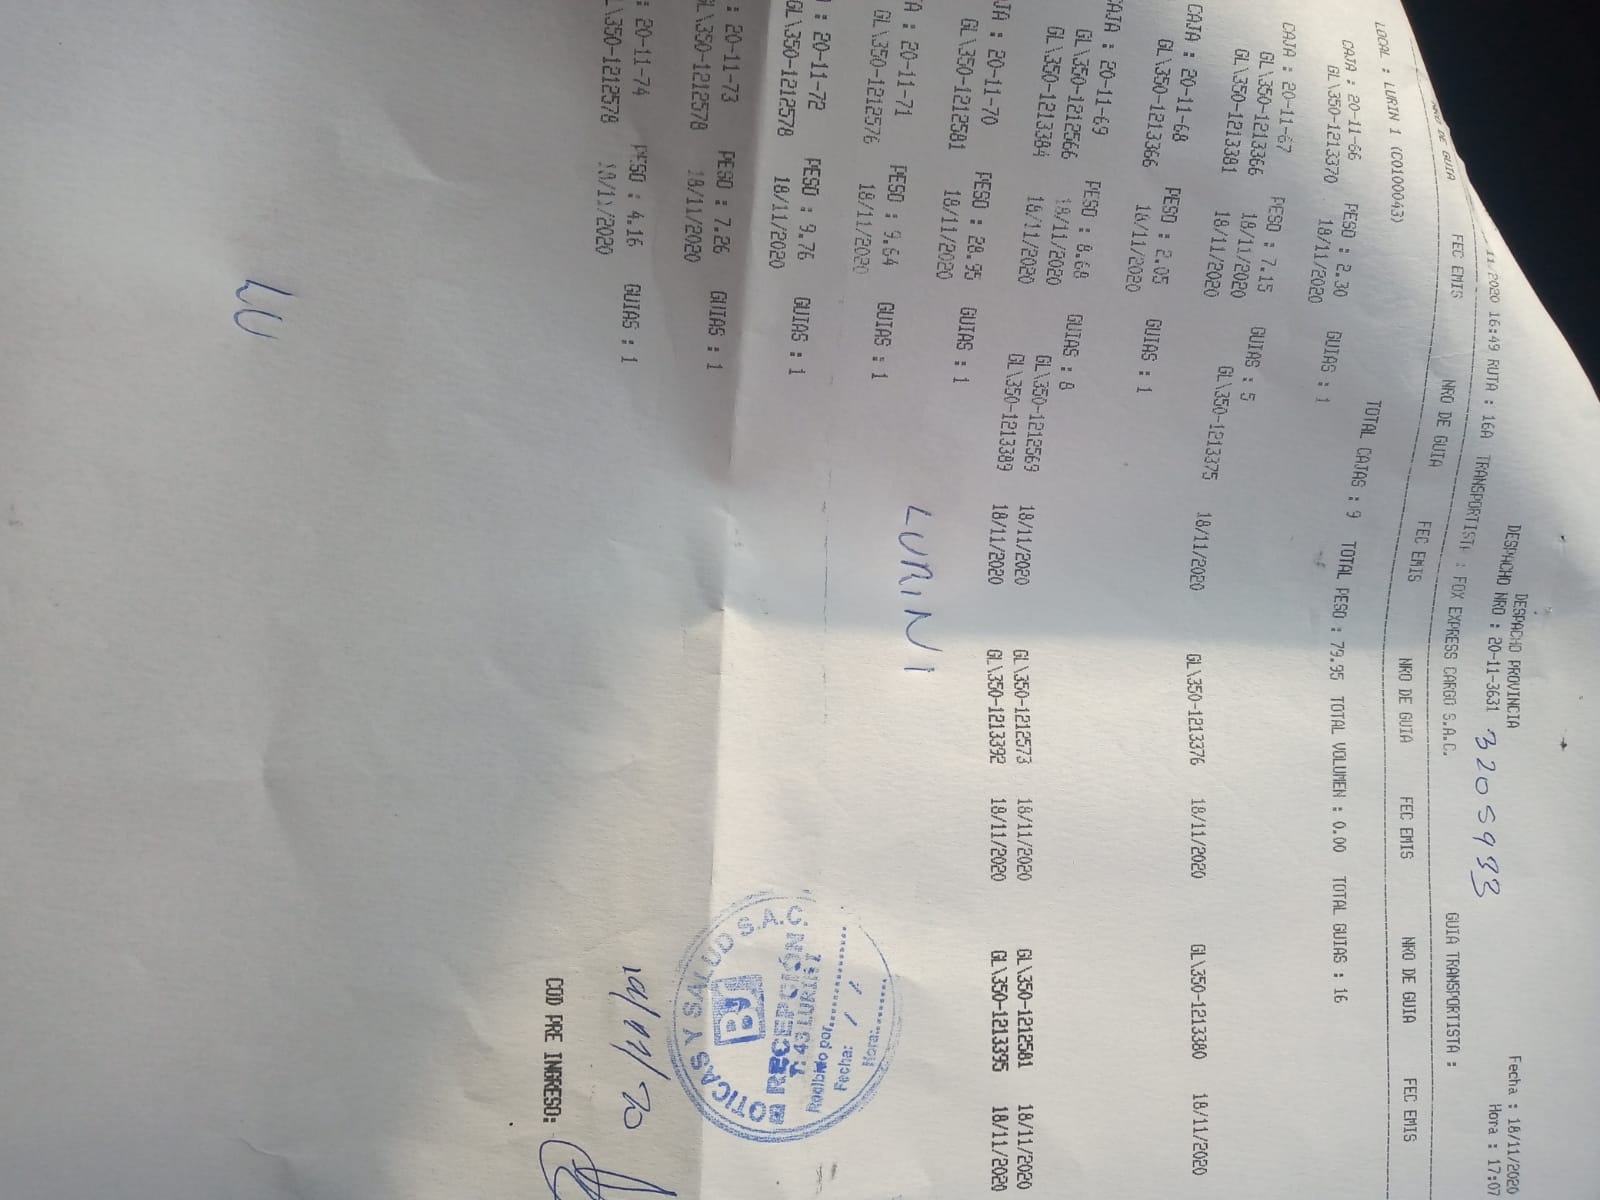 DESPACHO PROVINCIA
Fecha : 18/11/2020
DESPACHO NRO : 20-11-3631 3205933
Hora : 17:07
11/2020 16:49 RUTA : 16A TRANSPORTISTA : FOX EXPRESS CARGO S.A.C. GUIA TRANSPORTISTA :
NRO DE GUIA FEC EMIS NRO DE GUIA FEC EMIS NRO DE GUIA FEC EMIS NRO DE GUIA FEC EMIS
LOCAL : LURIN 1 (C0100043) TOTAL CAJAS : 9 TOTAL PESO : 79.95 TOTAL VOLUMEN : 0.00 TOTAL GUIAS : 16
CAJA : 20-11-66 PESO : 2.30 GUIAS : 1
GL\350-1213370 18/11/2020
CAJA : 20-11-67 PESO : 7.15 GUIAS : 5
GL\350-1213366 18/11/2020 GL\350-1213375 18/11/2020 GL\350-1213376 18/11/2020 GL\350-1213380 18/11/2020
GL\350-1213381 18/11/2020
CAJA : 20-11-68 PESO : 2.05 GUIAS : 1
GL\350-1213366 18/11/2020
CAJA : 20-11-69 PESO : 8.68 GUIAS : 8
GL\350-1212566 18/11/2020 GL\350-1212569 18/11/2020 GL\350-1212573 18/11/2020 GL\350-1212581 18/11/2020
GL\350-1213384 18/11/2020 GL\350-1213389 18/11/2020 GL\350-1213392 18/11/2020 GL\350-1213395 18/11/2020
JA : 20-11-70 PESO : 28.95 GUIAS : 1
GL\350-1212581 18/11/2020
LURIN 1
A : 20-11-71 PESO : 9.64 GUIAS : 1
GL\350-1212576 18/11/2020
: 20-11-72 PESO : 9.76 GUIAS : 1
GL\350-1212578 18/11/2020
: 20-11-73 PESO : 7.26 GUIAS : 1
GL\350-1212578 18/11/2020
: 20-11-74 PESO : 4.16 GUIAS : 1
\350-1212578 18/11/2020
BOTICAS Y SALUD S.A.C.
ByS
RECEPCIÓN
Recibido por:
Fecha: / /
Hora:
COD PRE INGRESO:
LU